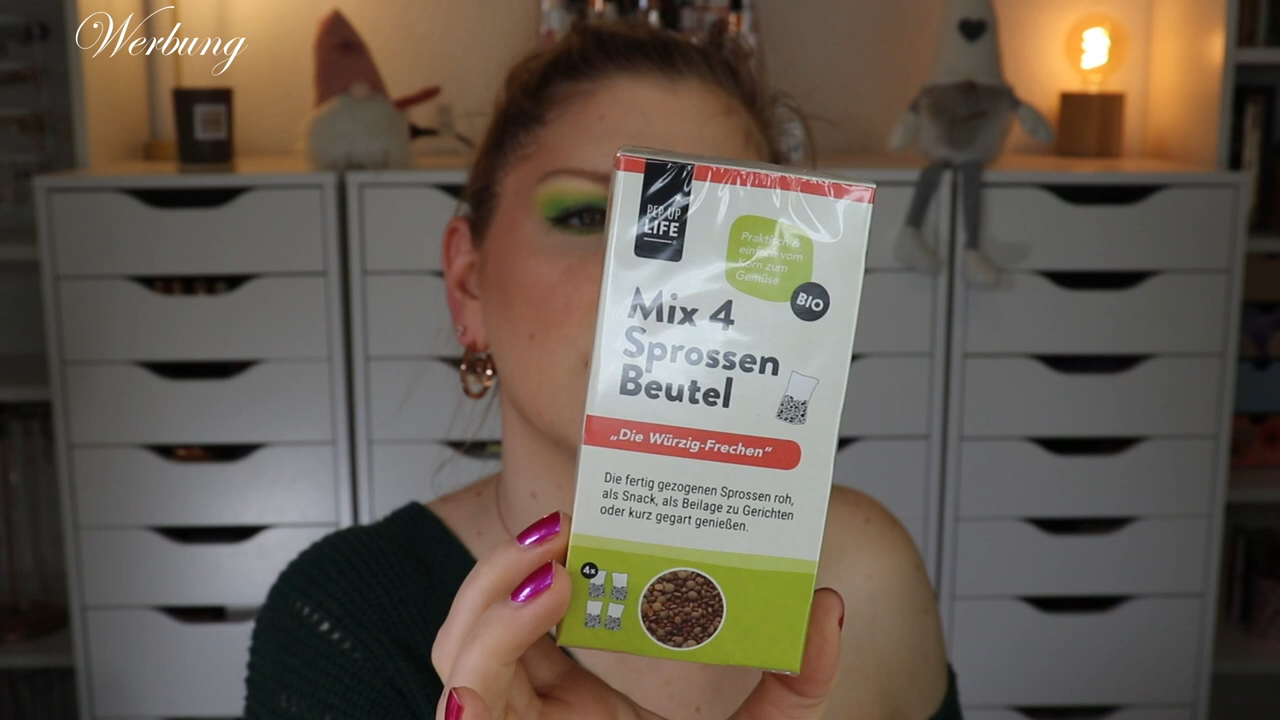 Werbung
PEP UP
LIFE
Praktisch &
einfach vom
Korn zum
Gemüse
BIO
Mix 4
Sprossen
Beutel
„Die Würzig-Frechen“
Die fertig gezogenen Sprossen roh,
als Snack, als Beilage zu Gerichten
oder kurz gegart genießen.
4x